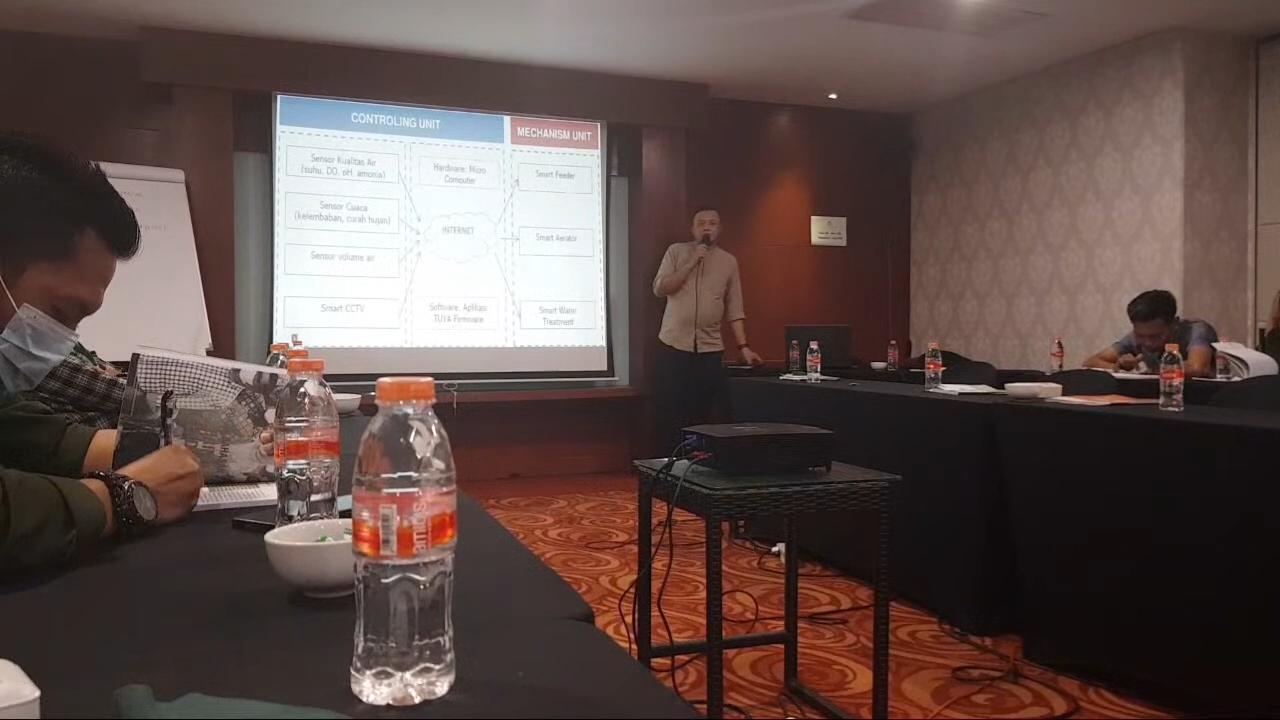 CONTROLING UNIT
MECHANISM UNIT
Sensor Kualitas Air
(suhu, DO, pH, amonia)
Sensor Cuaca
(kelembaban, curah hujan)
Sensor volume air
Smart CCTV
Hardware: Micro
Computer
INTERNET
Software: Aplikasi
TUYA Firmware
Smart Feeder
Smart Aerator
Smart Water
Treatment
amidis